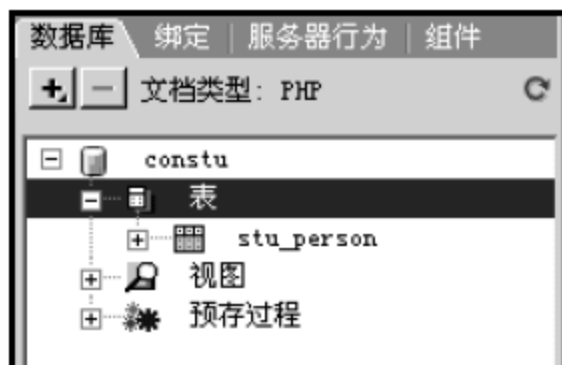 数据库 绑定 服务器行为 组件
文档类型: PHP
constu
表
stu_person
视图
预存过程